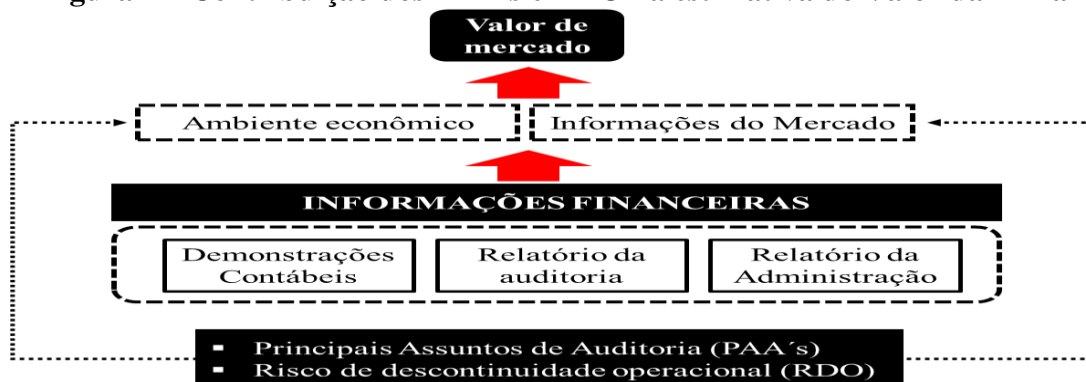 Valor de
mercado
Ambiente econômico
Informações do Mercado
INFORMAÇÕES FINANCEIRAS
Demonstrações
Contábeis
Relatório da
auditoria
Relatório da
Administração
▪ Principais Assuntos de Auditoria (PAA´s)
▪ Risco de descontinuidade operacional (RDO)